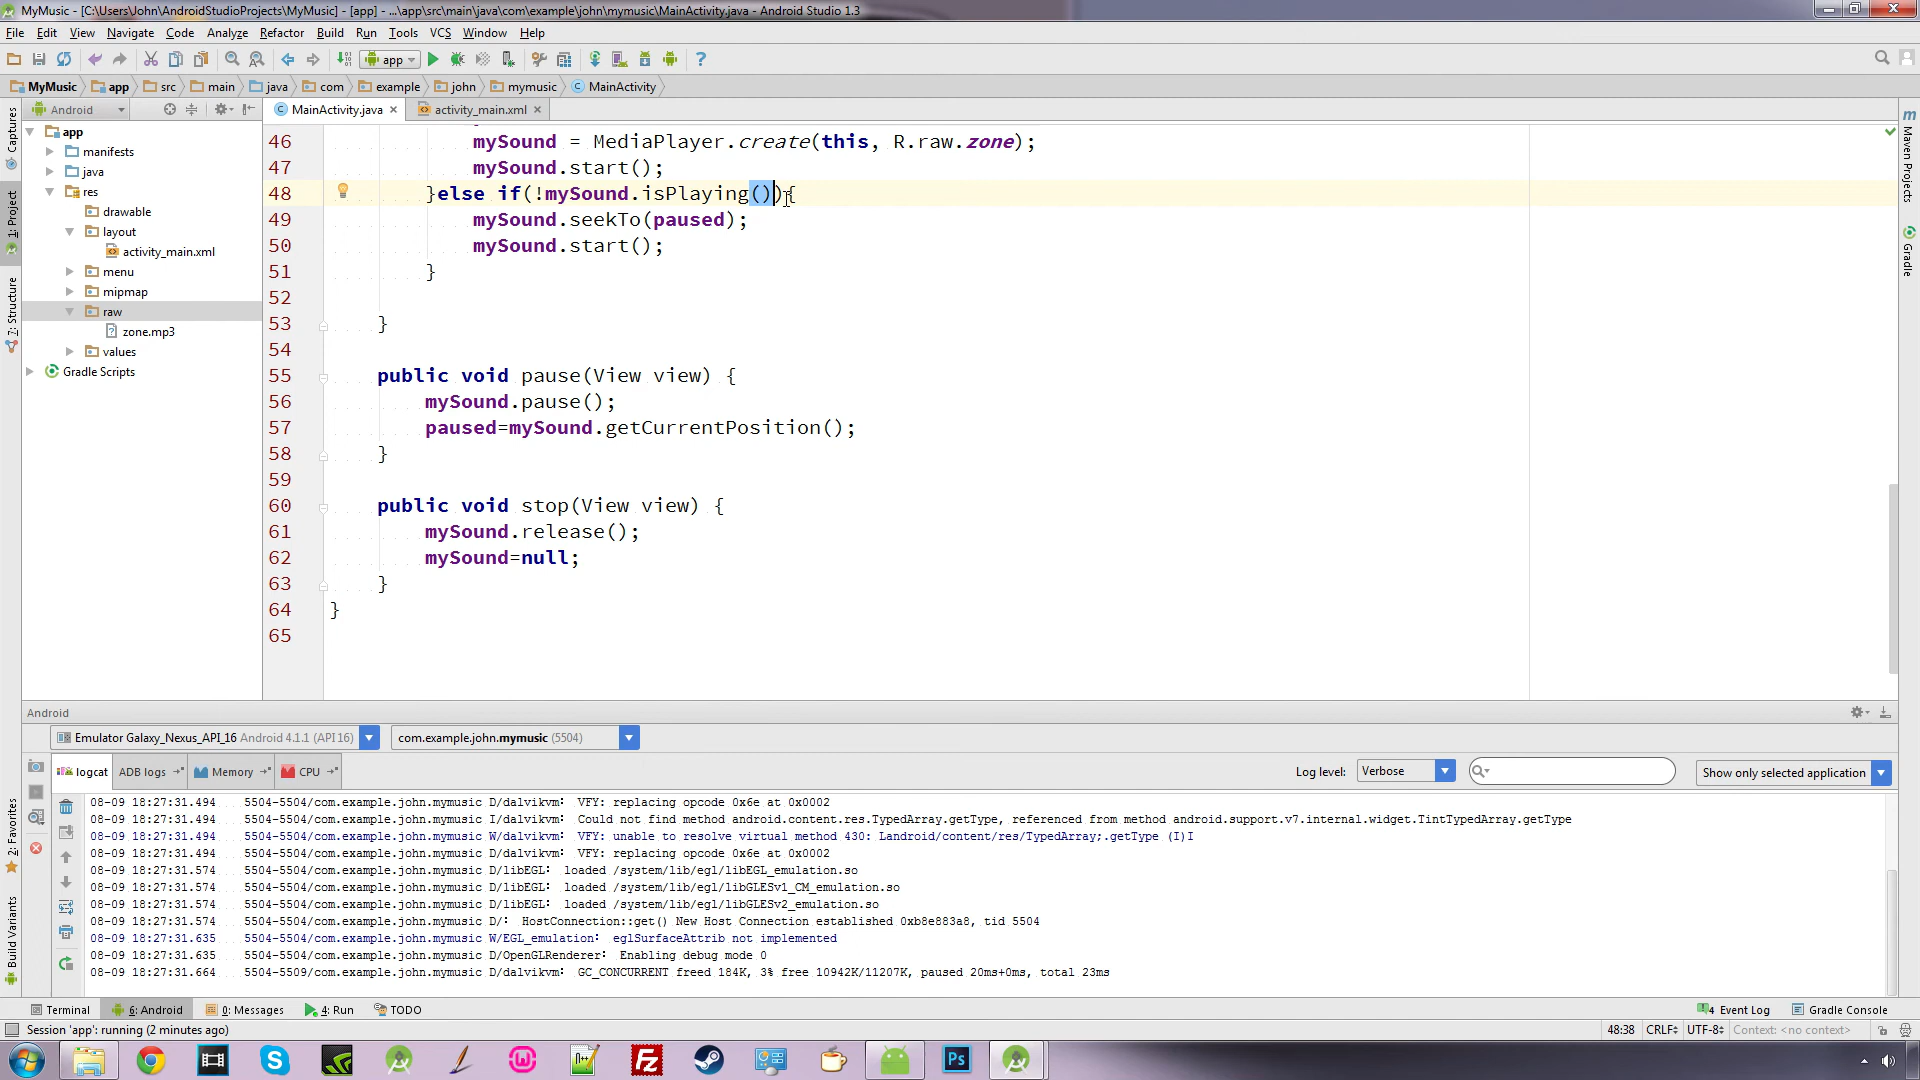 MyMusic - [C:\Users\John\AndroidStudioProjects\MyMusic] - [app] - ...\app\src\main\java\com\example\john\mymusic\MainActivity.java - Android Studio 1.3
File Edit View Navigate Code Analyze Refactor Build Run Tools VCS Window Help
app
MyMusic app src main java com example john mymusic MainActivity
Android MainActivity.java activity_main.xml
Captures
1: Project
7: Structure
2: Favorites
Build Variants
Maven Projects
Gradle
app
manifests
java
res
drawable
layout
activity_main.xml
menu
mipmap
raw
zone.mp3
values
Gradle Scripts
46 mySound = MediaPlayer.create(this, R.raw.zone);
47 mySound.start();
48 }else if(!mySound.isPlaying()){
49 mySound.seekTo(paused);
50 mySound.start();
51 }
52
53 }
54
55 public void pause(View view) {
56 mySound.pause();
57 paused=mySound.getCurrentPosition();
58 }
59
60 public void stop(View view) {
61 mySound.release();
62 mySound=null;
63 }
64 }
65
Android
Emulator Galaxy_Nexus_API_16 Android 4.1.1 (API 16) com.example.john.mymusic (5504)
logcat ADB logs Memory CPU Log level: Verbose Show only selected application
08-09 18:27:31.494 5504-5504/com.example.john.mymusic D/dalvikvm: VFY: replacing opcode 0x6e at 0x0002
08-09 18:27:31.494 5504-5504/com.example.john.mymusic I/dalvikvm: Could not find method android.content.res.TypedArray.getType, referenced from method android.support.v7.internal.widget.TintTypedArray.getType
08-09 18:27:31.494 5504-5504/com.example.john.mymusic W/dalvikvm: VFY: unable to resolve virtual method 430: Landroid/content/res/TypedArray;.getType (I)I
08-09 18:27:31.494 5504-5504/com.example.john.mymusic D/dalvikvm: VFY: replacing opcode 0x6e at 0x0002
08-09 18:27:31.574 5504-5504/com.example.john.mymusic D/libEGL: loaded /system/lib/egl/libEGL_emulation.so
08-09 18:27:31.574 5504-5504/com.example.john.mymusic D/libEGL: loaded /system/lib/egl/libGLESv1_CM_emulation.so
08-09 18:27:31.574 5504-5504/com.example.john.mymusic D/libEGL: loaded /system/lib/egl/libGLESv2_emulation.so
08-09 18:27:31.574 5504-5504/com.example.john.mymusic D/: HostConnection::get() New Host Connection established 0xb8e883a8, tid 5504
08-09 18:27:31.635 5504-5504/com.example.john.mymusic W/EGL_emulation: eglSurfaceAttrib not implemented
08-09 18:27:31.635 5504-5504/com.example.john.mymusic D/OpenGLRenderer: Enabling debug mode 0
08-09 18:27:31.664 5504-5509/com.example.john.mymusic D/dalvikvm: GC_CONCURRENT freed 184K, 3% free 10942K/11207K, paused 20ms+0ms, total 23ms
Terminal 6: Android 0: Messages 4: Run TODO 4 Event Log Gradle Console
Session 'app': running (2 minutes ago) 48:38 CRLF UTF-8 Context: <no context>
Fz Ps